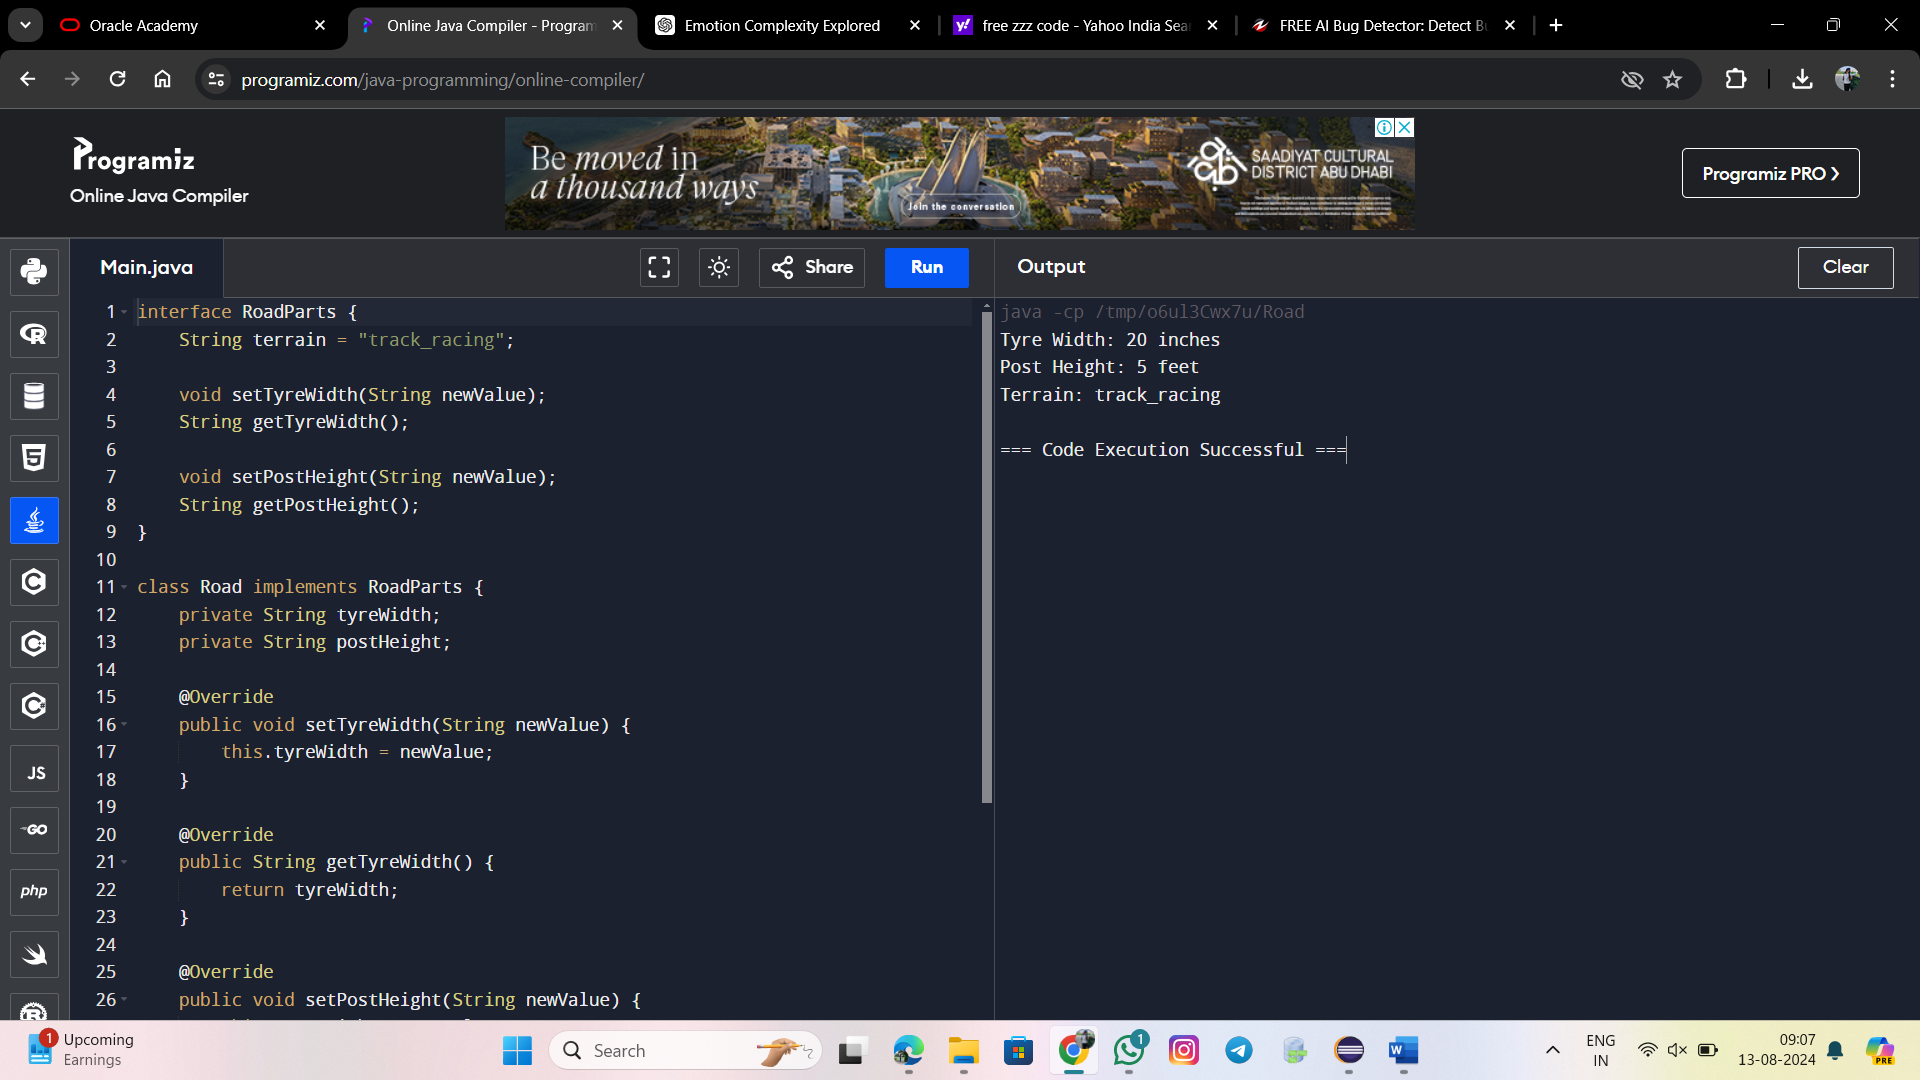 Oracle Academy
Online Java Compiler - Program
Emotion Complexity Explored
free zzz code - Yahoo India Sear
FREE AI Bug Detector: Detect Bu
programiz.com/java-programming/online-compiler/
Programiz
Online Java Compiler
Be moved in
a thousand ways
Join the conversation
SAADIYAT CULTURAL
DISTRICT ABU DHABI
Programiz PRO
Main.java
Share
Run
Output
Clear
1 interface RoadParts {
2 String terrain = "track_racing";
3
4 void setTyreWidth(String newValue);
5 String getTyreWidth();
6
7 void setPostHeight(String newValue);
8 String getPostHeight();
9 }
10
11 class Road implements RoadParts {
12 private String tyreWidth;
13 private String postHeight;
14
15 @Override
16 public void setTyreWidth(String newValue) {
17 this.tyreWidth = newValue;
18 }
19
20 @Override
21 public String getTyreWidth() {
22 return tyreWidth;
23 }
24
25 @Override
26 public void setPostHeight(String newValue) {
java -cp /tmp/o6ul3Cwx7u/Road
Tyre Width: 20 inches
Post Height: 5 feet
Terrain: track_racing
=== Code Execution Successful ===
JS
GO
php
1
Upcoming
Earnings
Search
1
ENG
IN
09:07
13-08-2024
PRE